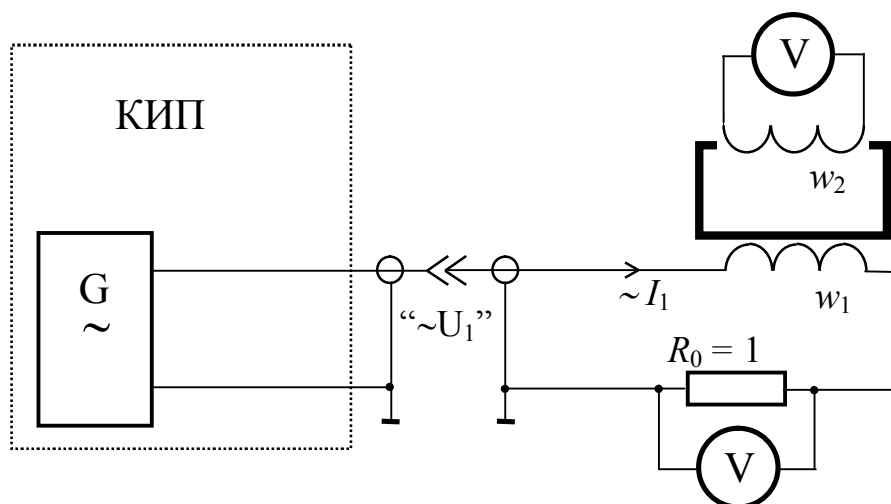 V
КИП
w₂
G
~
~ I₁
w₁
“~U₁”
R₀ = 1
V